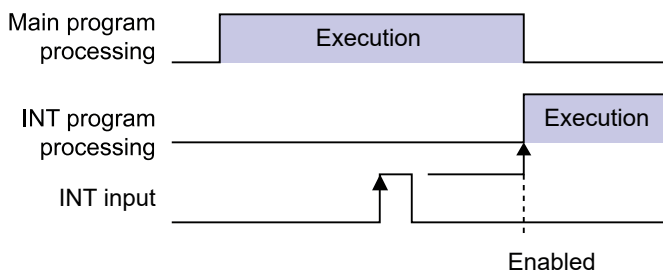 Main program
processing
Execution
INT program
processing
Execution
INT input
Enabled